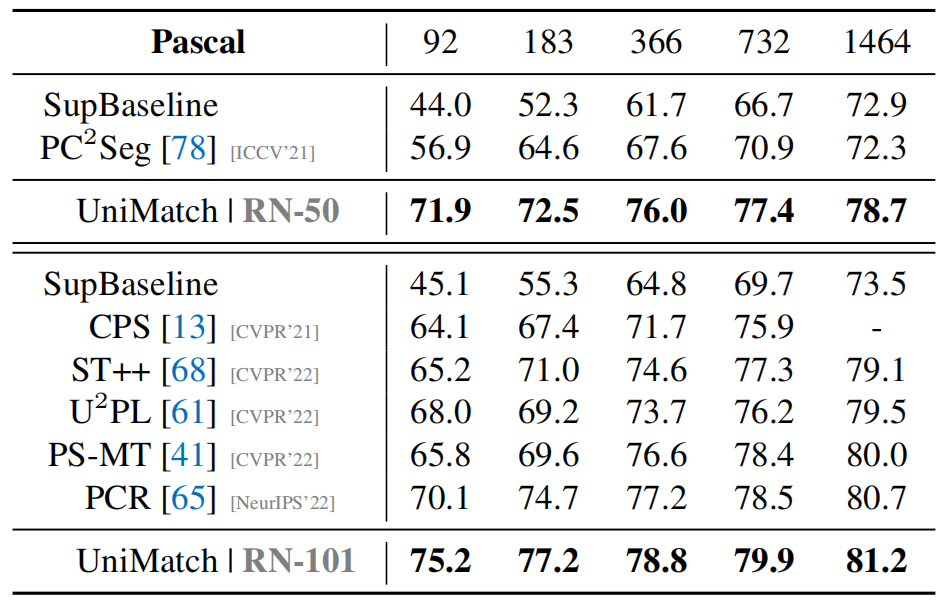 Pascal 92 183 366 732 1464
SupBaseline 44.0 52.3 61.7 66.7 72.9
PC²Seg [78] [ICCV'21] 56.9 64.6 67.6 70.9 72.3
UniMatch | RN-50 71.9 72.5 76.0 77.4 78.7
SupBaseline 45.1 55.3 64.8 69.7 73.5
CPS [13] [CVPR'21] 64.1 67.4 71.7 75.9 -
ST++ [68] [CVPR'22] 65.2 71.0 74.6 77.3 79.1
U²PL [61] [CVPR'22] 68.0 69.2 73.7 76.2 79.5
PS-MT [41] [CVPR'22] 65.8 69.6 76.6 78.4 80.0
PCR [65] [NeurIPS'22] 70.1 74.7 77.2 78.5 80.7
UniMatch | RN-101 75.2 77.2 78.8 79.9 81.2